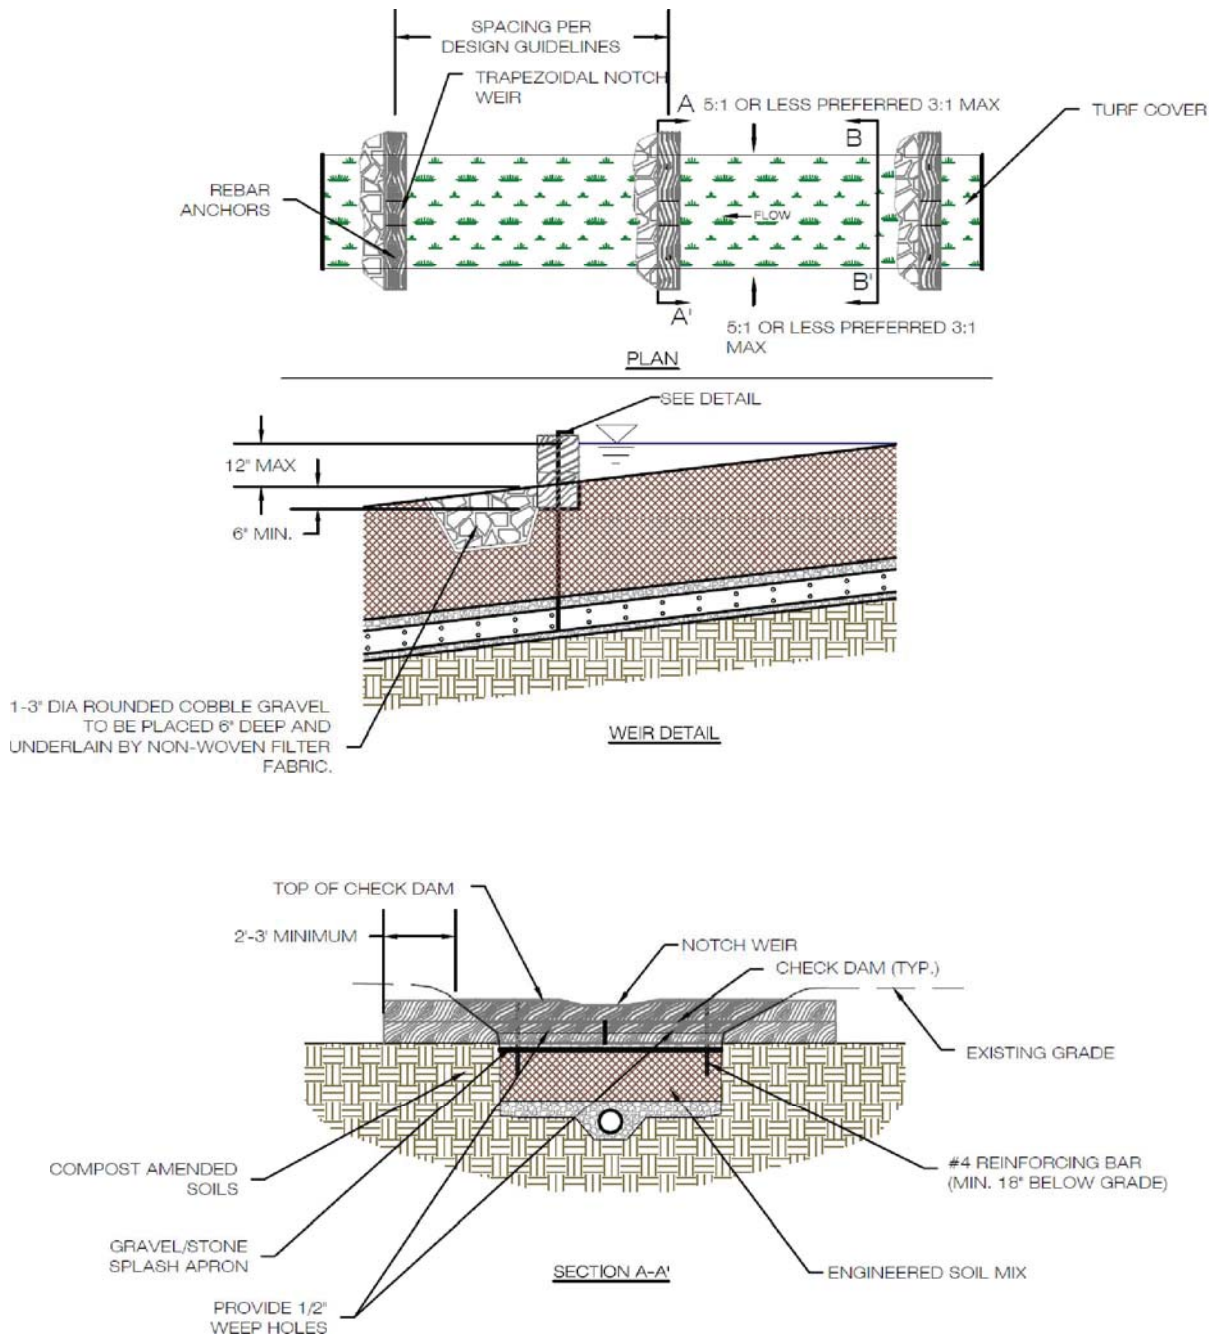 SPACING PER
DESIGN GUIDELINES
TRAPEZOIDAL NOTCH
WEIR
A
5:1 OR LESS PREFERRED 3:1 MAX
B
TURF COVER
REBAR
ANCHORS
FLOW
B'
A'
5:1 OR LESS PREFERRED 3:1
MAX
PLAN
SEE DETAIL
12" MAX
6" MIN.
1-3" DIA ROUNDED COBBLE GRAVEL
TO BE PLACED 6" DEEP AND
UNDERLAIN BY NON-WOVEN FILTER
FABRIC.
WEIR DETAIL
TOP OF CHECK DAM
2'-3' MINIMUM
NOTCH WEIR
CHECK DAM (TYP.)
EXISTING GRADE
COMPOST AMENDED
SOILS
#4 REINFORCING BAR
(MIN. 18" BELOW GRADE)
GRAVEL/STONE
SPLASH APRON
SECTION A-A'
ENGINEERED SOIL MIX
PROVIDE 1/2"
WEEP HOLES